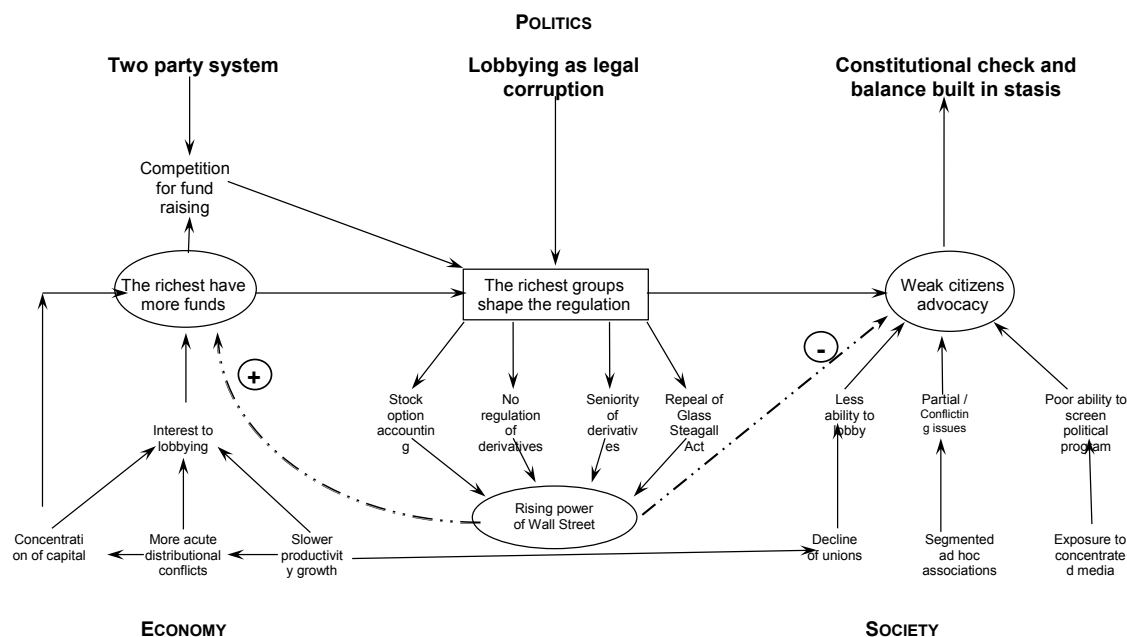 POLITICS
Two party system
Lobbying as legal
corruption
Constitutional check and
balance built in stasis
Competition
for fund
raising
The richest have
more funds
The richest groups
shape the regulation
Weak citizens
advocacy
+
-
Stock
option
accountin
g
No
regulation
of
derivatives
Seniority
of
derivativ
es
Repeal of
Glass
Steagall
Act
Less
ability to
lobby
Partial /
Conflictin
g issues
Poor ability to
screen
political
program
Interest to
lobbying
Rising power
of Wall Street
Concentrati
on of capital
More acute
distributional
conflicts
Slower
productivit
y growth
Decline
of unions
Segmented
ad hoc
associations
Exposure to
concentrate
d media
ECONOMY
SOCIETY